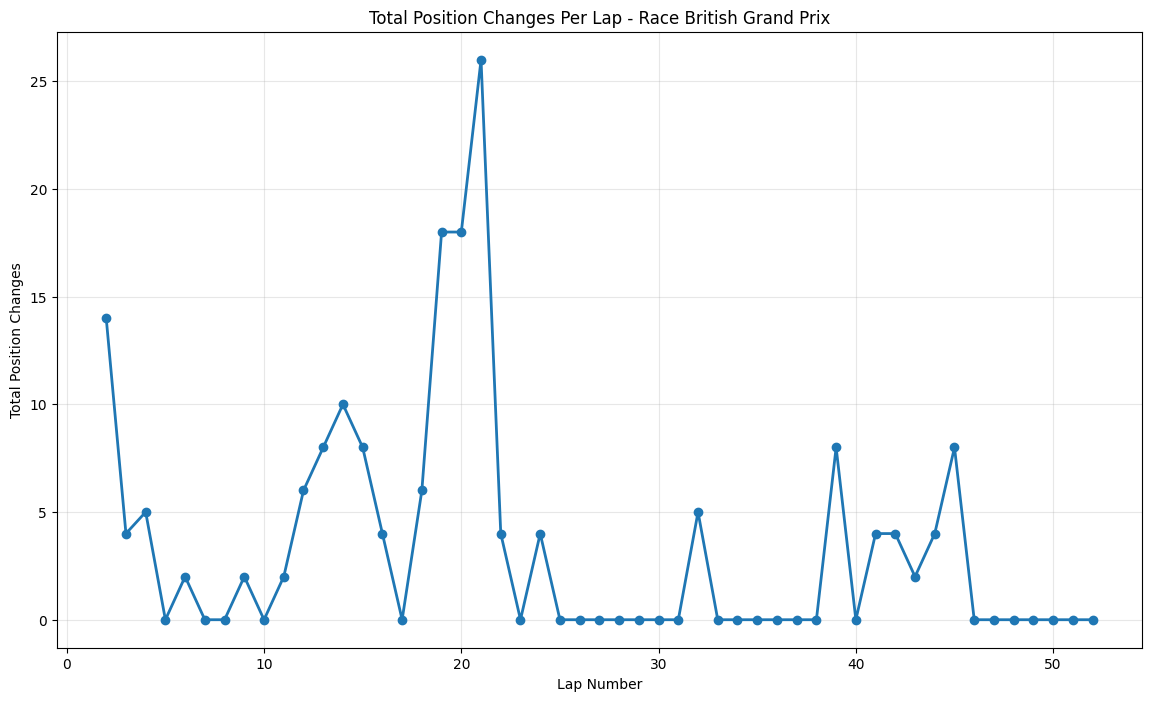 Total Position Changes Per Lap - Race British Grand Prix
Total Position Changes
25
20
15
10
5
0
0 10 20 30 40 50
Lap Number